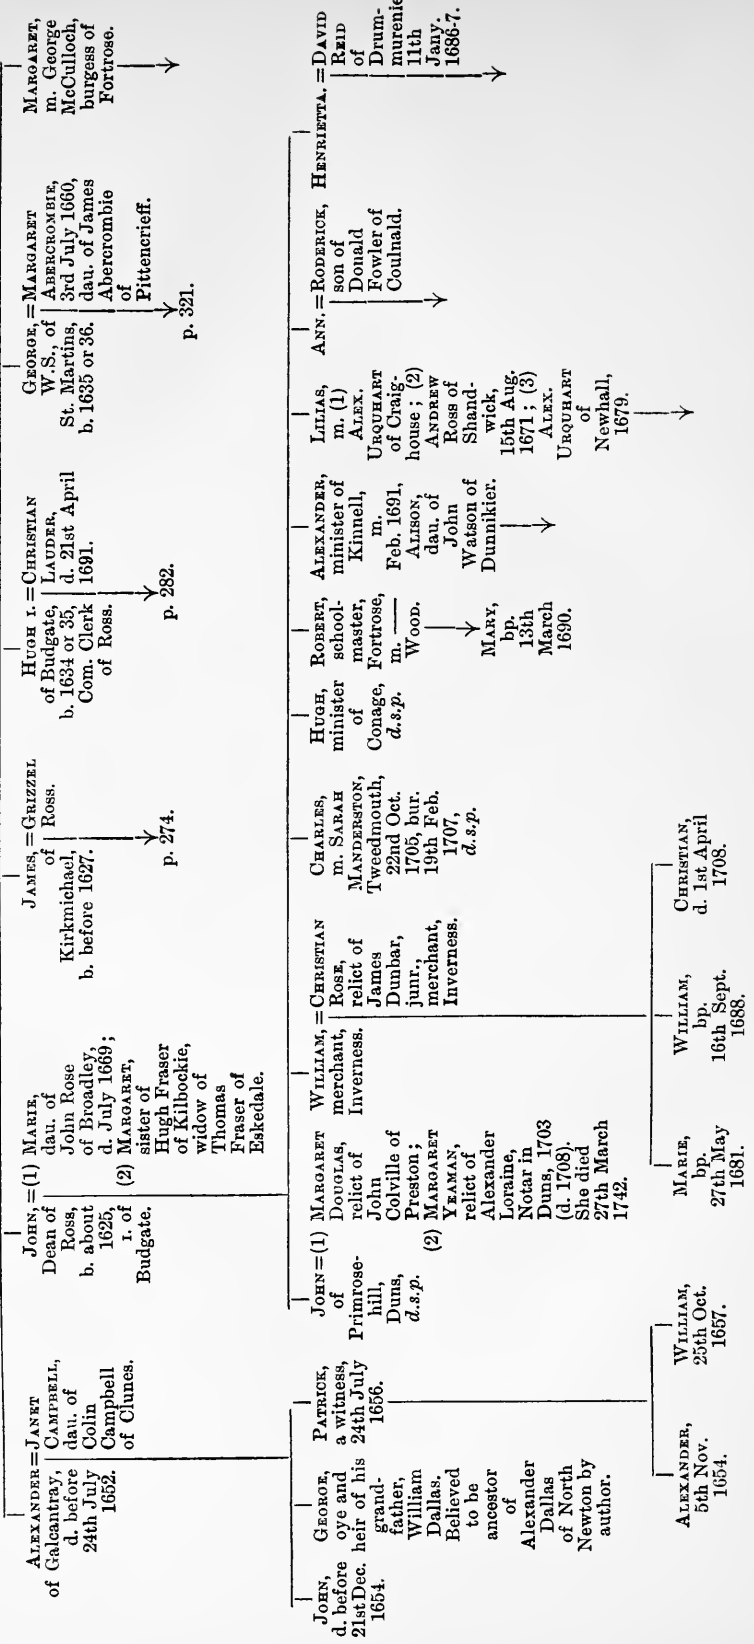 ALEXANDER=JANET
of Galcantray, CAMPBELL,
d. before dau. of
24th July Colin
1652. Campbell
of Clunes.
JOHN,=(1) MARIE,
Dean of dau. of
Ross, John Rose
b. about of Broadley,
1625, d. July 1669;
I. of (2) MARGARET,
Budgate. sister of
Hugh Fraser
of Kilbockie,
widow of
Thomas
Fraser of
Eskedale.
JAMES,=GRIZZEL
of Ross.
Kirkmichael,
b. before 1627.
p. 274.
HUGH I.=CHRISTIAN
of Budgate, LAUDER,
b. 1634 or 35, d. 21st April
Com. Clerk 1691.
of Ross.
p. 282.
GEORGE,=MARGARET
W.S., of ABERCROMBIE,
St. Martins, 3rd July 1660,
b. 1635 or 36. dau. of James
Abercrombie
of
Pittencrieff.
p. 321.
MARGARET,
m. George
McCulloch,
burgess of
Fortrose.
JOHN,
d. before
21st Dec.
1654.
GEORGE,
oye and
heir of his
grand-
father,
William
Dallas.
Believed
to be
ancestor
of
Alexander
Dallas
of North
Newton by
author.
PATRICK,
a witness,
24th July
1656.
JOHN=(1) MARGARET
of DOUGLAS,
Primrose- relict of
hill, John
Duns, Colville of
d.s.p. Preston;
(2) MARGARET
YEAMAN,
relict of
Alexander
Loraine,
Notar in
Duns, 1703
(d. 1708).
She died
27th March
1742.
WILLIAM,=CHRISTIAN
merchant, ROSE,
Inverness. relict of
James
Dunbar,
junr.,
merchant,
Inverness.
CHARLES,
m. SARAH
MANDERSTON,
Tweedmouth,
22nd Oct.
1705, bur.
19th Feb.
1707,
d.s.p.
HUGH,
minister
of
Conage,
d.s.p.
ROBERT,
school-
master,
Fortrose,
m. ——
WOOD.
MARY,
bp.
13th
March
1690.
ALEXANDER,
minister of
Kinnell,
m.
Feb. 1691,
ALISON,
dau. of
John
Watson of
Dunnikier.
LILIAS,
m. (1)
ALEX.
URQUHART
of Craig-
house; (2)
ANDREW
Ross of
Shand-
wick,
15th Aug.
1671; (3)
ALEX.
URQUHART
of
Newhall,
1679.
ANN.=RODERICK,
son of
Donald
Fowler of
Coulnald.
HENRIETTA.=DAVID
REID
of
Drum-
murenie
11th
Jany.
1686-7.
ALEXANDER,
5th Nov.
1654.
WILLIAM,
25th Oct.
1657.
MARIE,
bp.
27th May
1681.
WILLIAM,
bp.
16th Sept.
1688.
CHRISTIAN,
d. 1st April
1708.